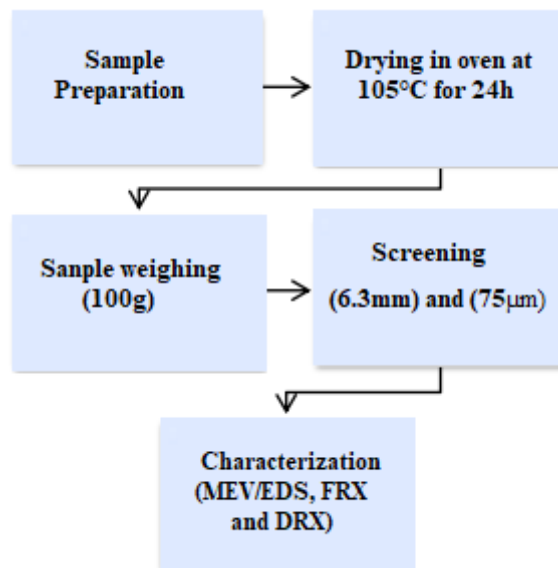 Sample
Preparation
Drying in oven at
105°C for 24h
Sanple weighing
(100g)
Screening
(6.3mm) and (75µm)
Characterization
(MEV/EDS, FRX
and DRX)